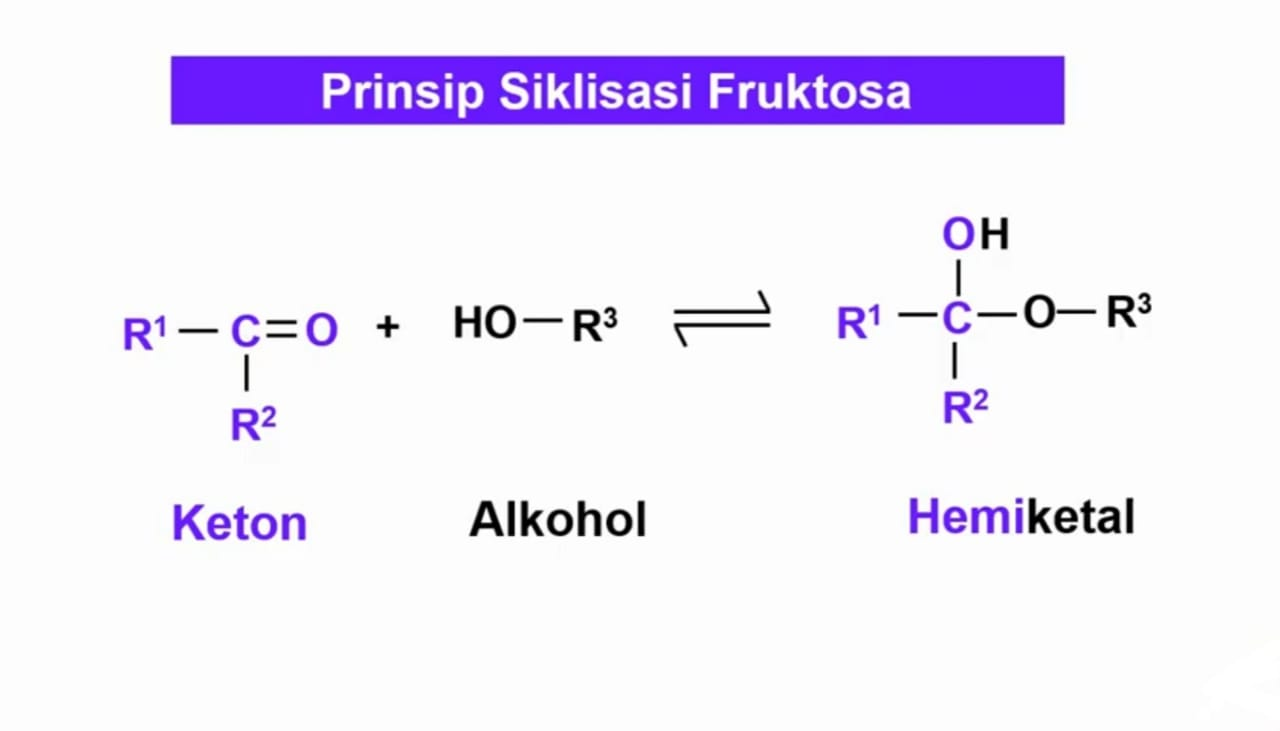 Prinsip Siklisasi Fruktosa
R¹ — C=O + HO—R³ ⇌ R¹ —C—O—R³
OH
R²
R²
Keton Alkohol Hemiketal